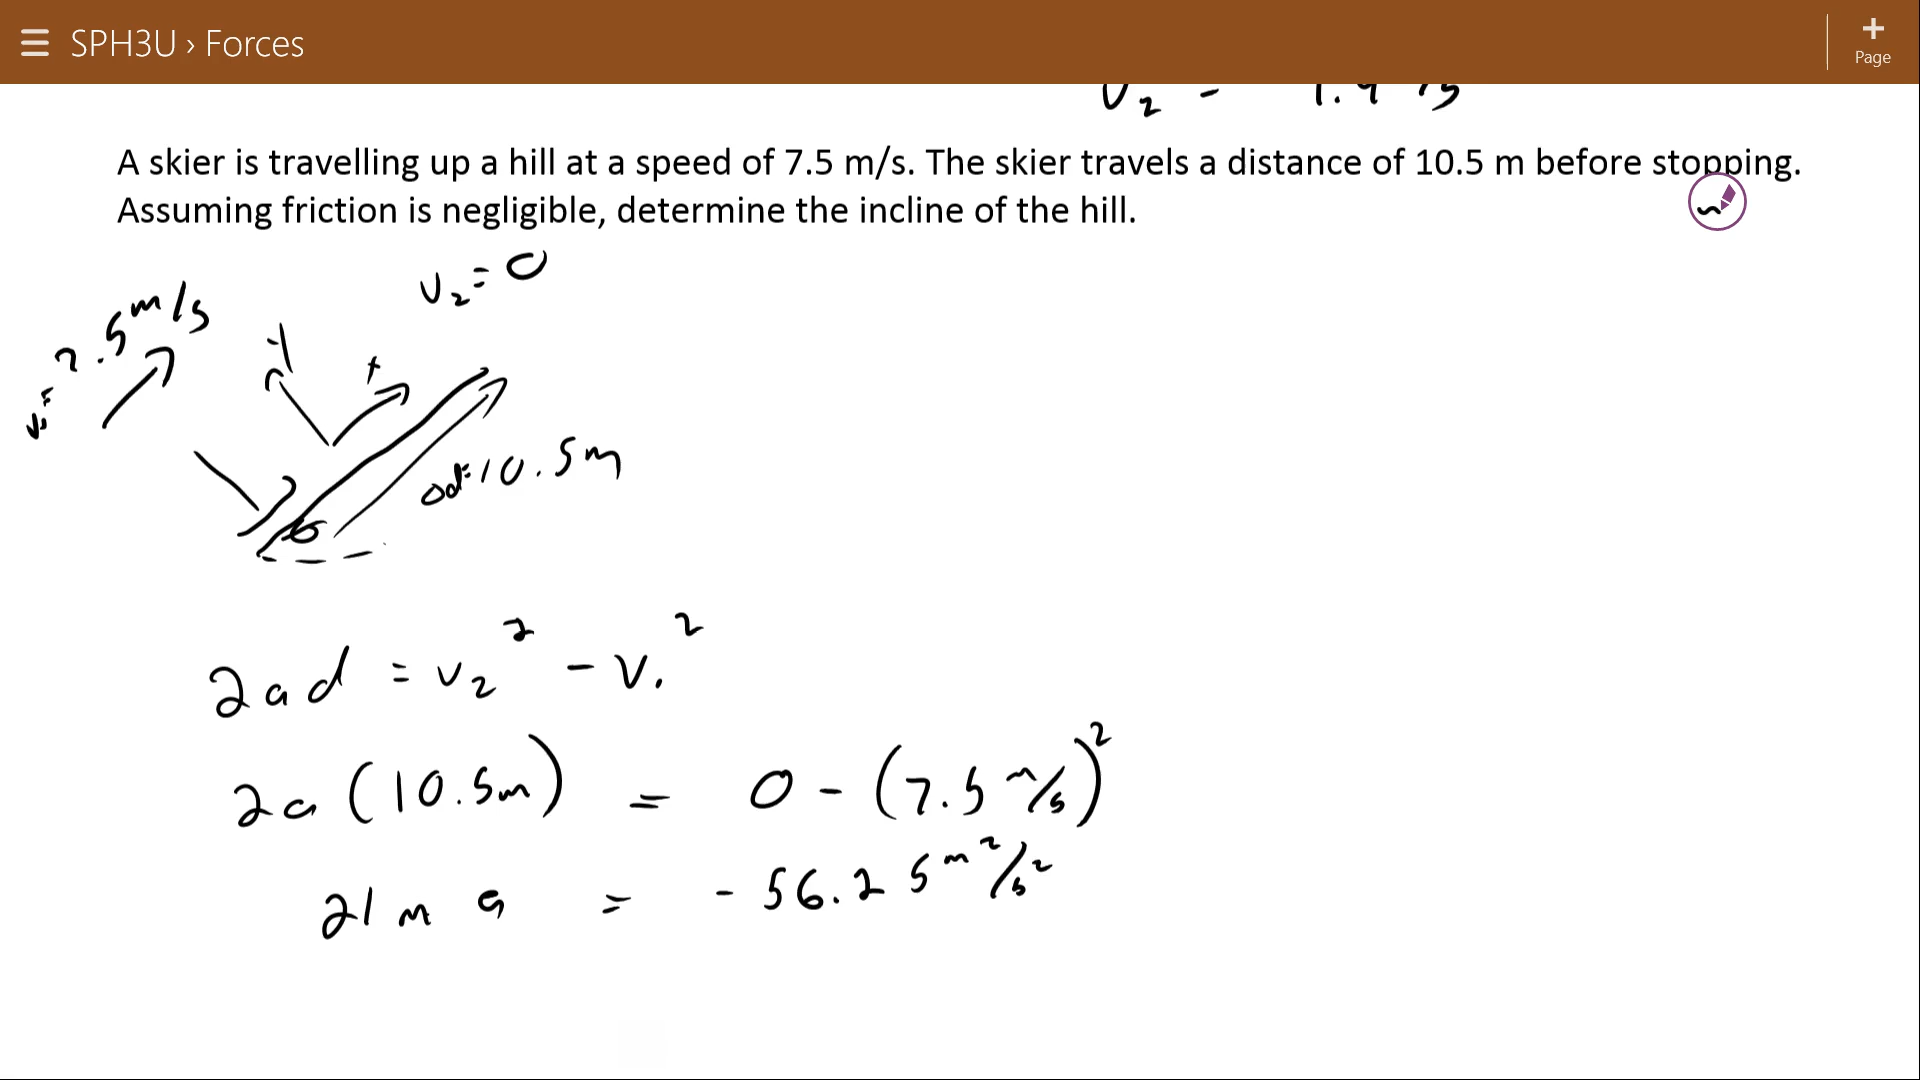 SPH3U › Forces
Page
A skier is travelling up a hill at a speed of 7.5 m/s. The skier travels a distance of 10.5 m before stopping.
Assuming friction is negligible, determine the incline of the hill.
v₂ = 0
v₁ = 7.5 m/s
Δd = 10.5 m
θ
2ad = v₂² - v₁²
2a (10.5m) = 0 - (7.5 m/s)²
21 m a = - 56.25 m²/s²